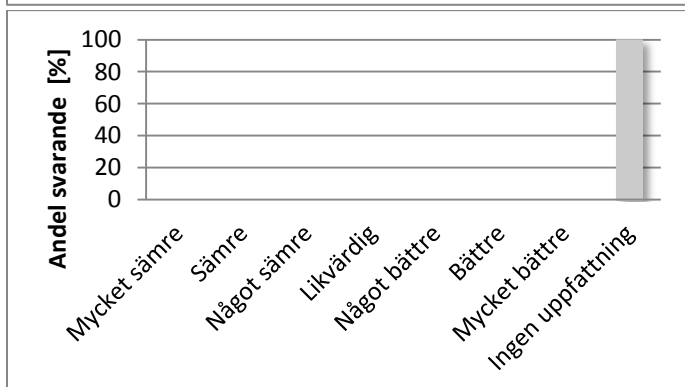 Andel svarande [%]
100
80
60
40
20
0
Mycket sämre
Sämre
Något sämre
Likvärdig
Något bättre
Bättre
Mycket bättre
Ingen uppfattning